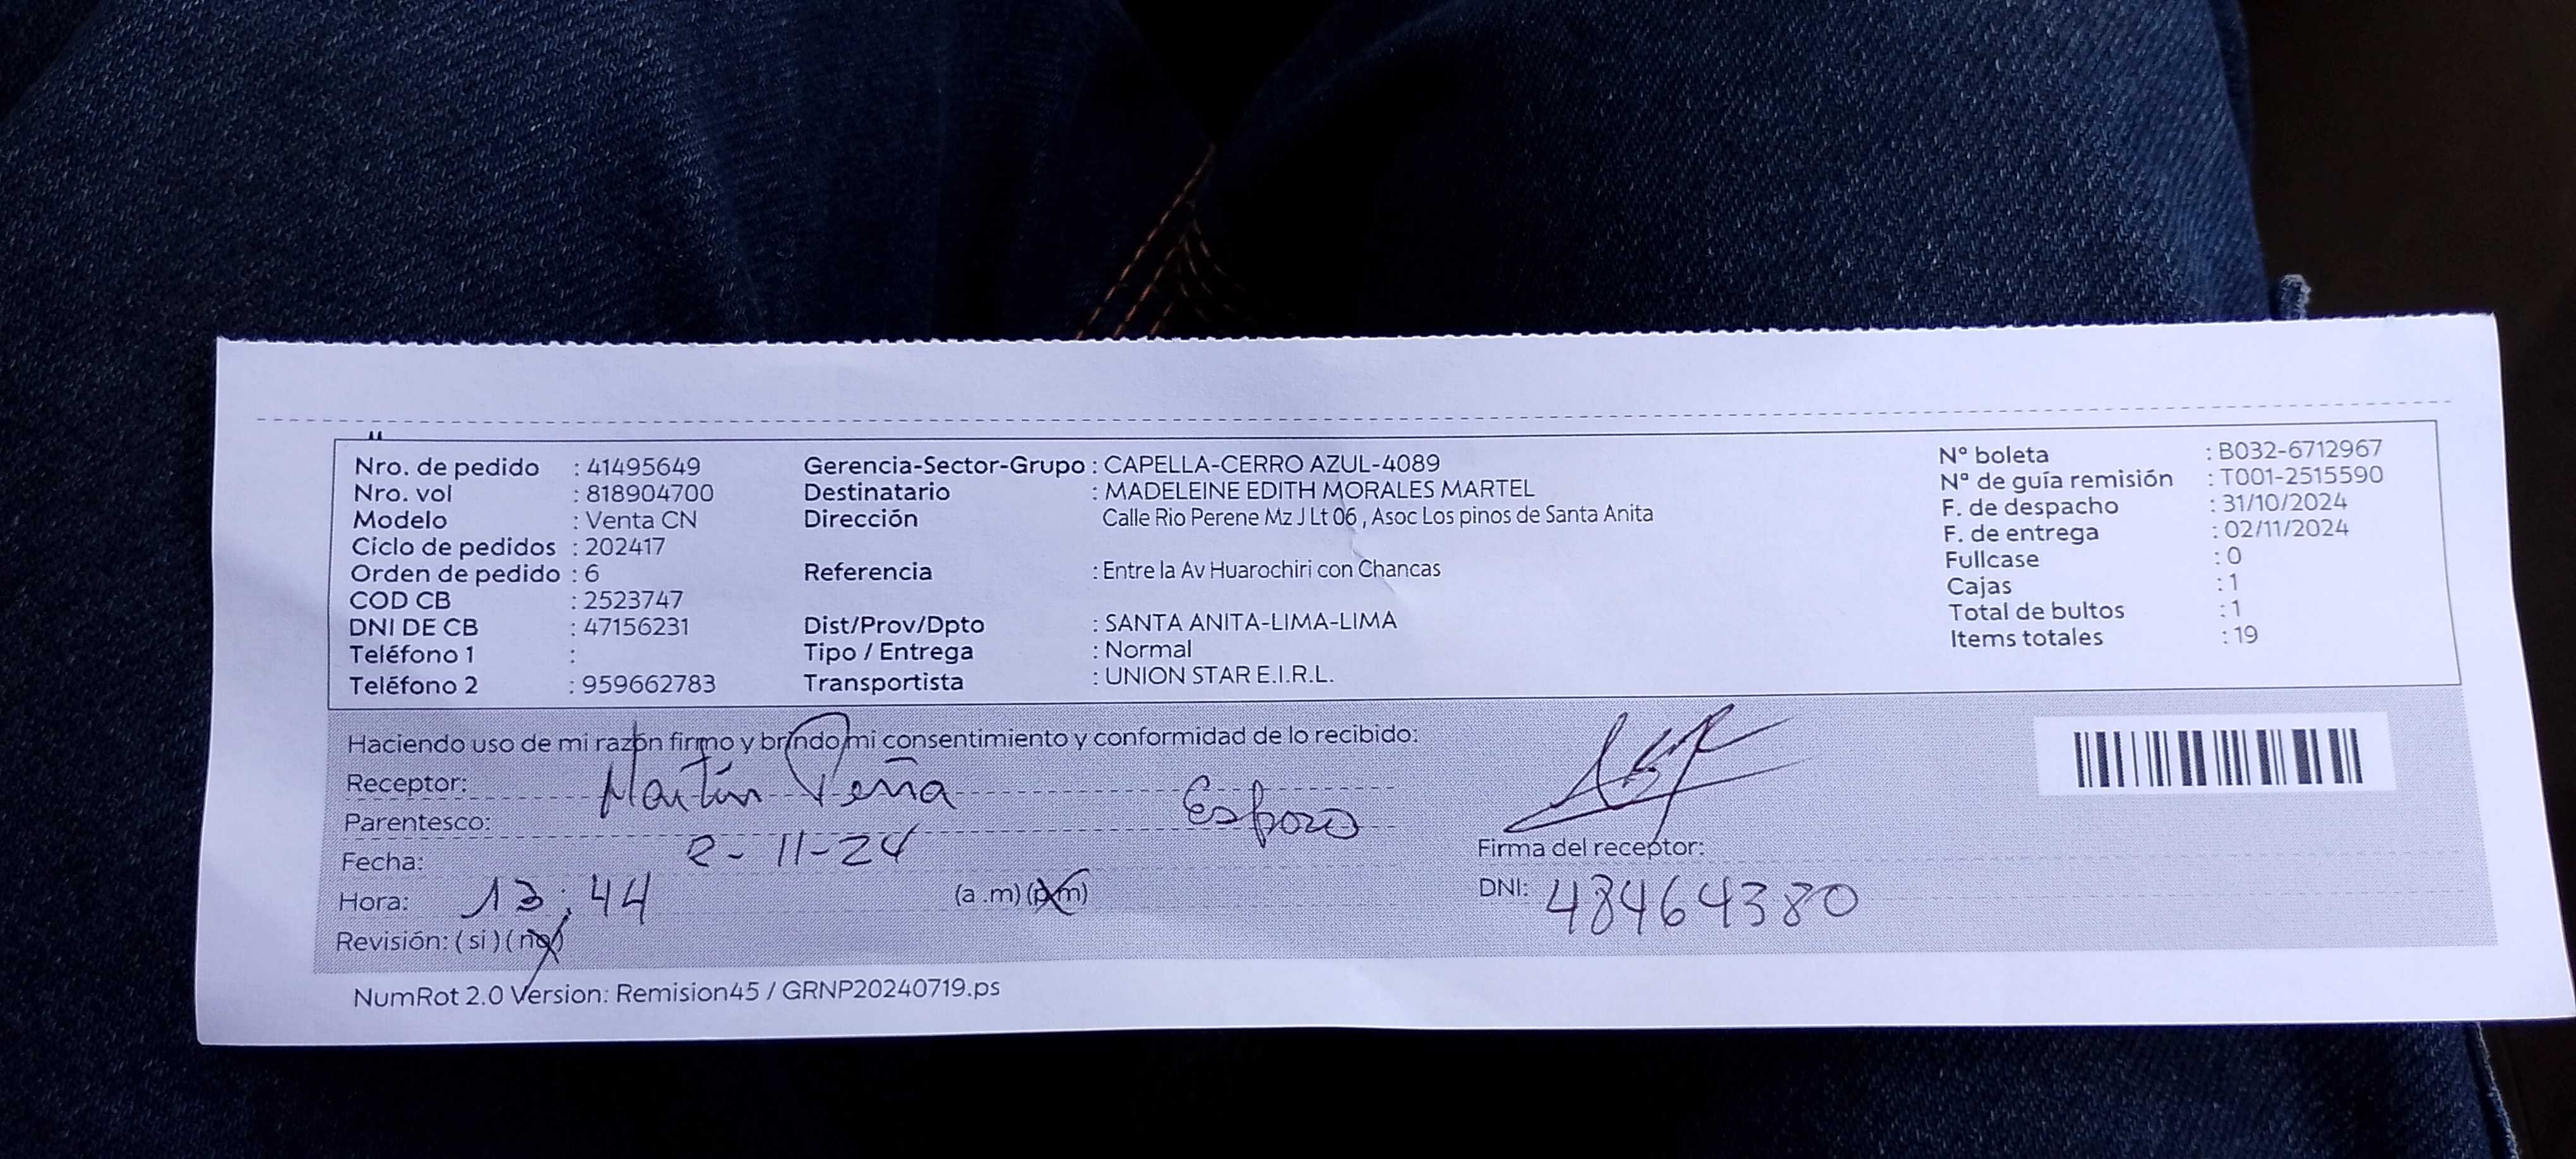 Nro. de pedido : 41495649
Nro. vol : 818904700
Modelo : Venta CN
Ciclo de pedidos : 202417
Orden de pedido : 6
COD CB : 2523747
DNI DE CB : 47156231
Teléfono 1 :
Teléfono 2 : 959662783
Gerencia-Sector-Grupo : CAPELLA-CERRO AZUL-4089
Destinatario : MADELEINE EDITH MORALES MARTEL
Dirección Calle Rio Perene Mz J Lt 06 , Asoc Los pinos de Santa Anita
Referencia : Entre la Av Huarochiri con Chancas
Dist/Prov/Dpto : SANTA ANITA-LIMA-LIMA
Tipo / Entrega : Normal
Transportista : UNION STAR E.I.R.L.
Nº boleta : B032-6712967
Nº de guía remisión : T001-2515590
F. de despacho : 31/10/2024
F. de entrega : 02/11/2024
Fullcase : 0
Cajas : 1
Total de bultos : 1
Items totales : 19
Haciendo uso de mi razón firmo y brindo mi consentimiento y conformidad de lo recibido:
Receptor: Martín Peña
Parentesco: Esposo
Fecha: 2-11-24
Hora: 13:44 (a .m) (p.m)
Revisión: ( si ) ( no )
Firma del receptor:
DNI: 48464380
NumRot 2.0 Version: Remision45 / GRNP20240719.ps